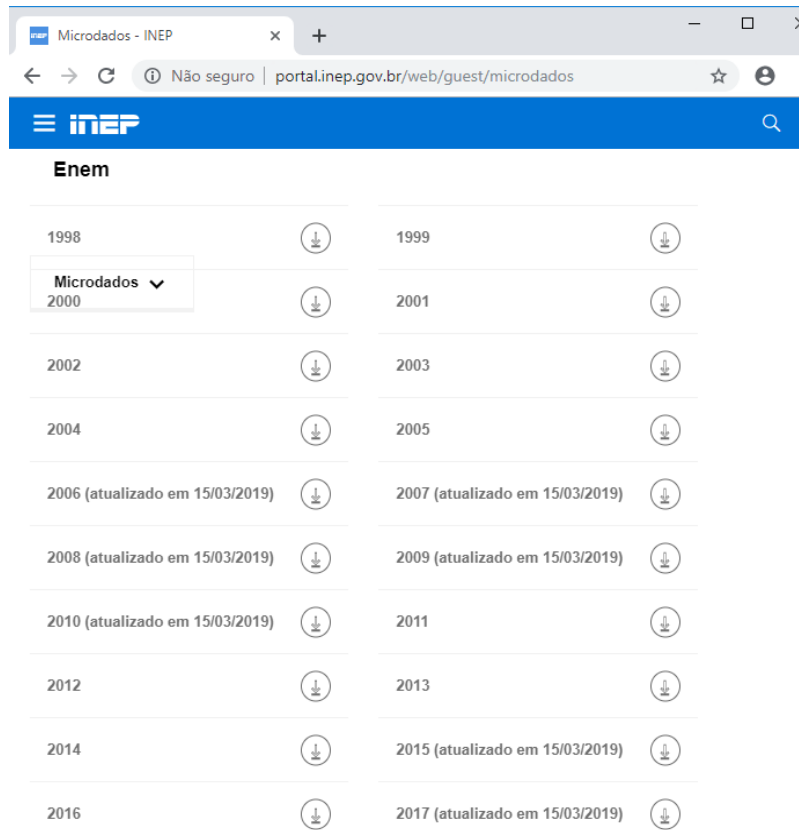 INEP Microdados - INEP
Não seguro | portal.inep.gov.br/web/guest/microdados
inep
Enem
1998 1999
Microdados
2000 2001
2002 2003
2004 2005
2006 (atualizado em 15/03/2019) 2007 (atualizado em 15/03/2019)
2008 (atualizado em 15/03/2019) 2009 (atualizado em 15/03/2019)
2010 (atualizado em 15/03/2019) 2011
2012 2013
2014 2015 (atualizado em 15/03/2019)
2016 2017 (atualizado em 15/03/2019)